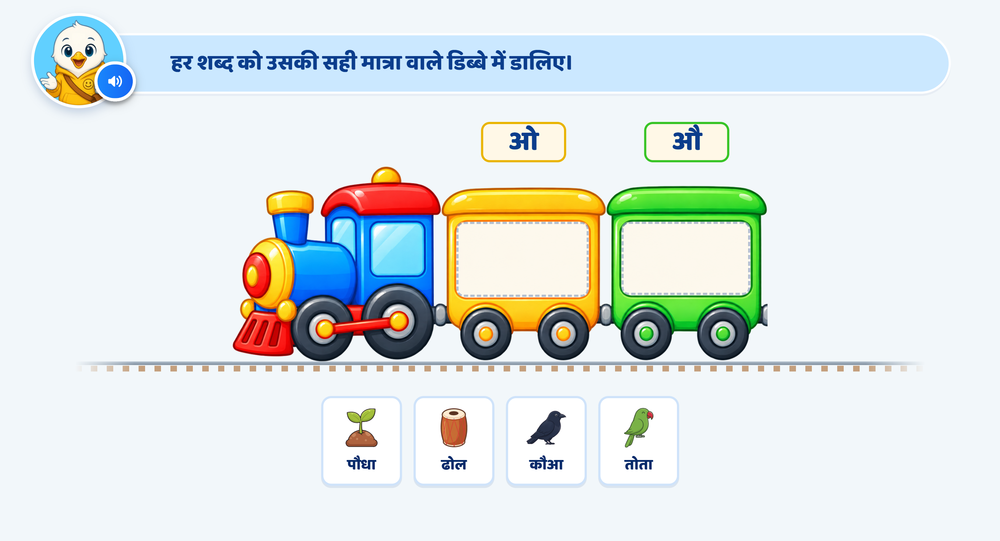 हर शब्द को उसकी सही मात्रा वाले डिब्बे में डालिए।
ओ औ
पौधा ढोल कौआ तोता